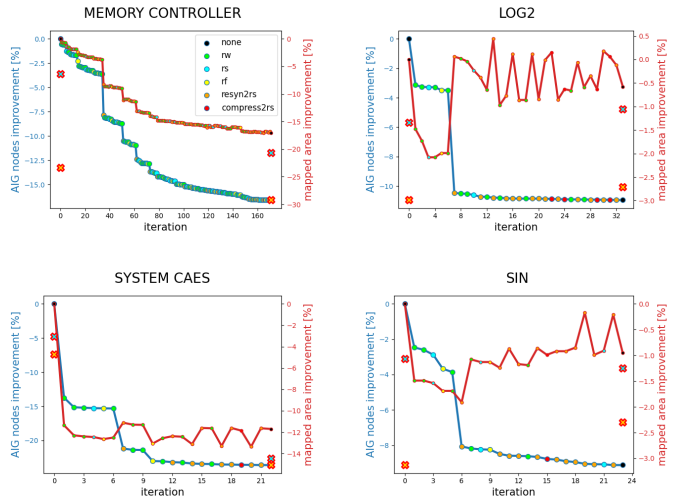 MEMORY CONTROLLER
AIG nodes improvement [%]
0.0
−2.5
−5.0
−7.5
−10.0
−12.5
−15.0
0 20 40 60 80 100 120 140 160
iteration
0
−5
−10
−15
−20
−25
−30
mapped area improvement [%]
none
rw
rs
rf
resyn2rs
compress2rs
LOG2
AIG nodes improvement [%]
0
−2
−4
−6
−8
−10
0 4 8 12 16 20 24 28 32
iteration
0.5
0.0
−0.5
−1.0
−1.5
−2.0
−2.5
−3.0
mapped area improvement [%]
SYSTEM CAES
AIG nodes improvement [%]
0
−5
−10
−15
−20
0 3 6 9 12 15 18 21
iteration
0
−2
−4
−6
−8
−10
−12
−14
mapped area improvement [%]
SIN
AIG nodes improvement [%]
0
−2
−4
−6
−8
0 3 6 9 12 15 18 21 24
iteration
0.0
−0.5
−1.0
−1.5
−2.0
−2.5
−3.0
mapped area improvement [%]